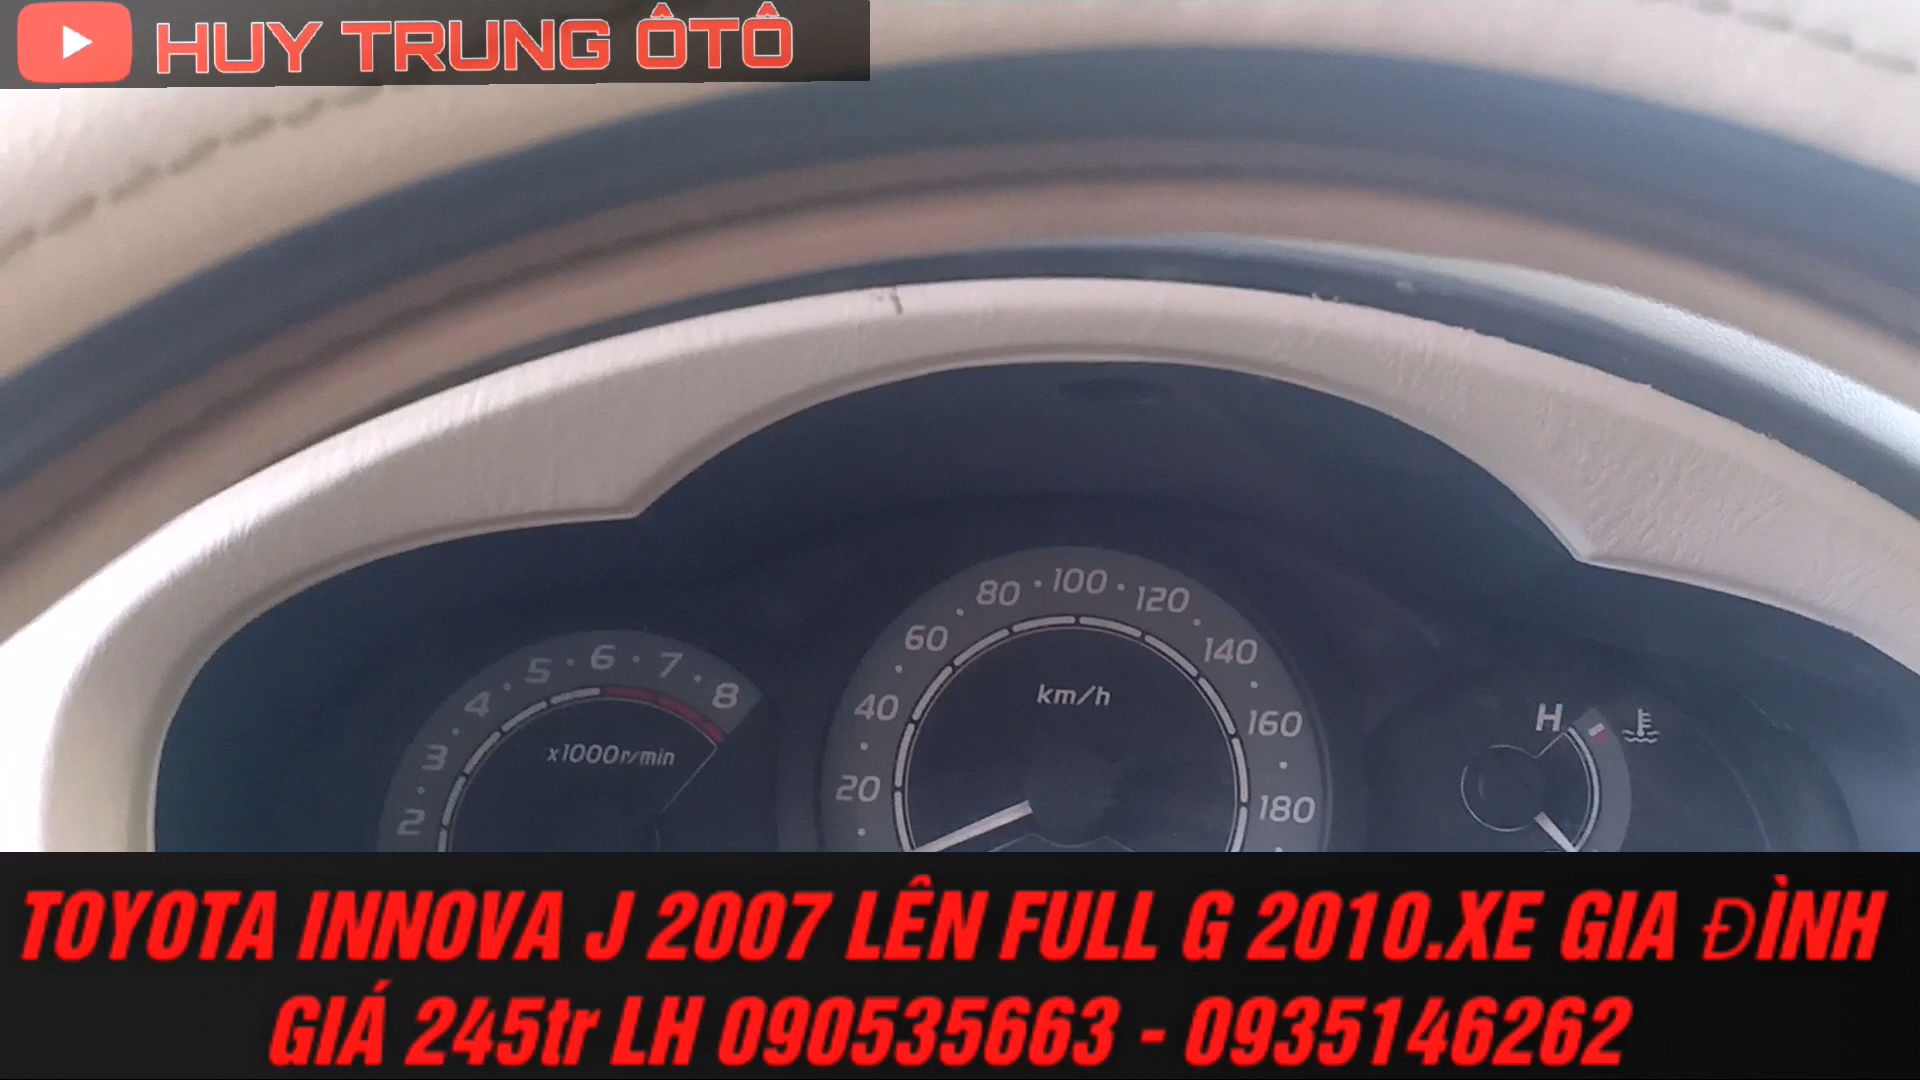 HUY TRUNG ÔTÔ
80 · 100 · 120
60 140
40 160
20 180
km/h
5 · 6 · 7
4 8
3
2
x1000r/min
H
TOYOTA INNOVA J 2007 LÊN FULL G 2010.XE GIA ĐÌNH
GIÁ 245tr LH 090535663 - 0935146262